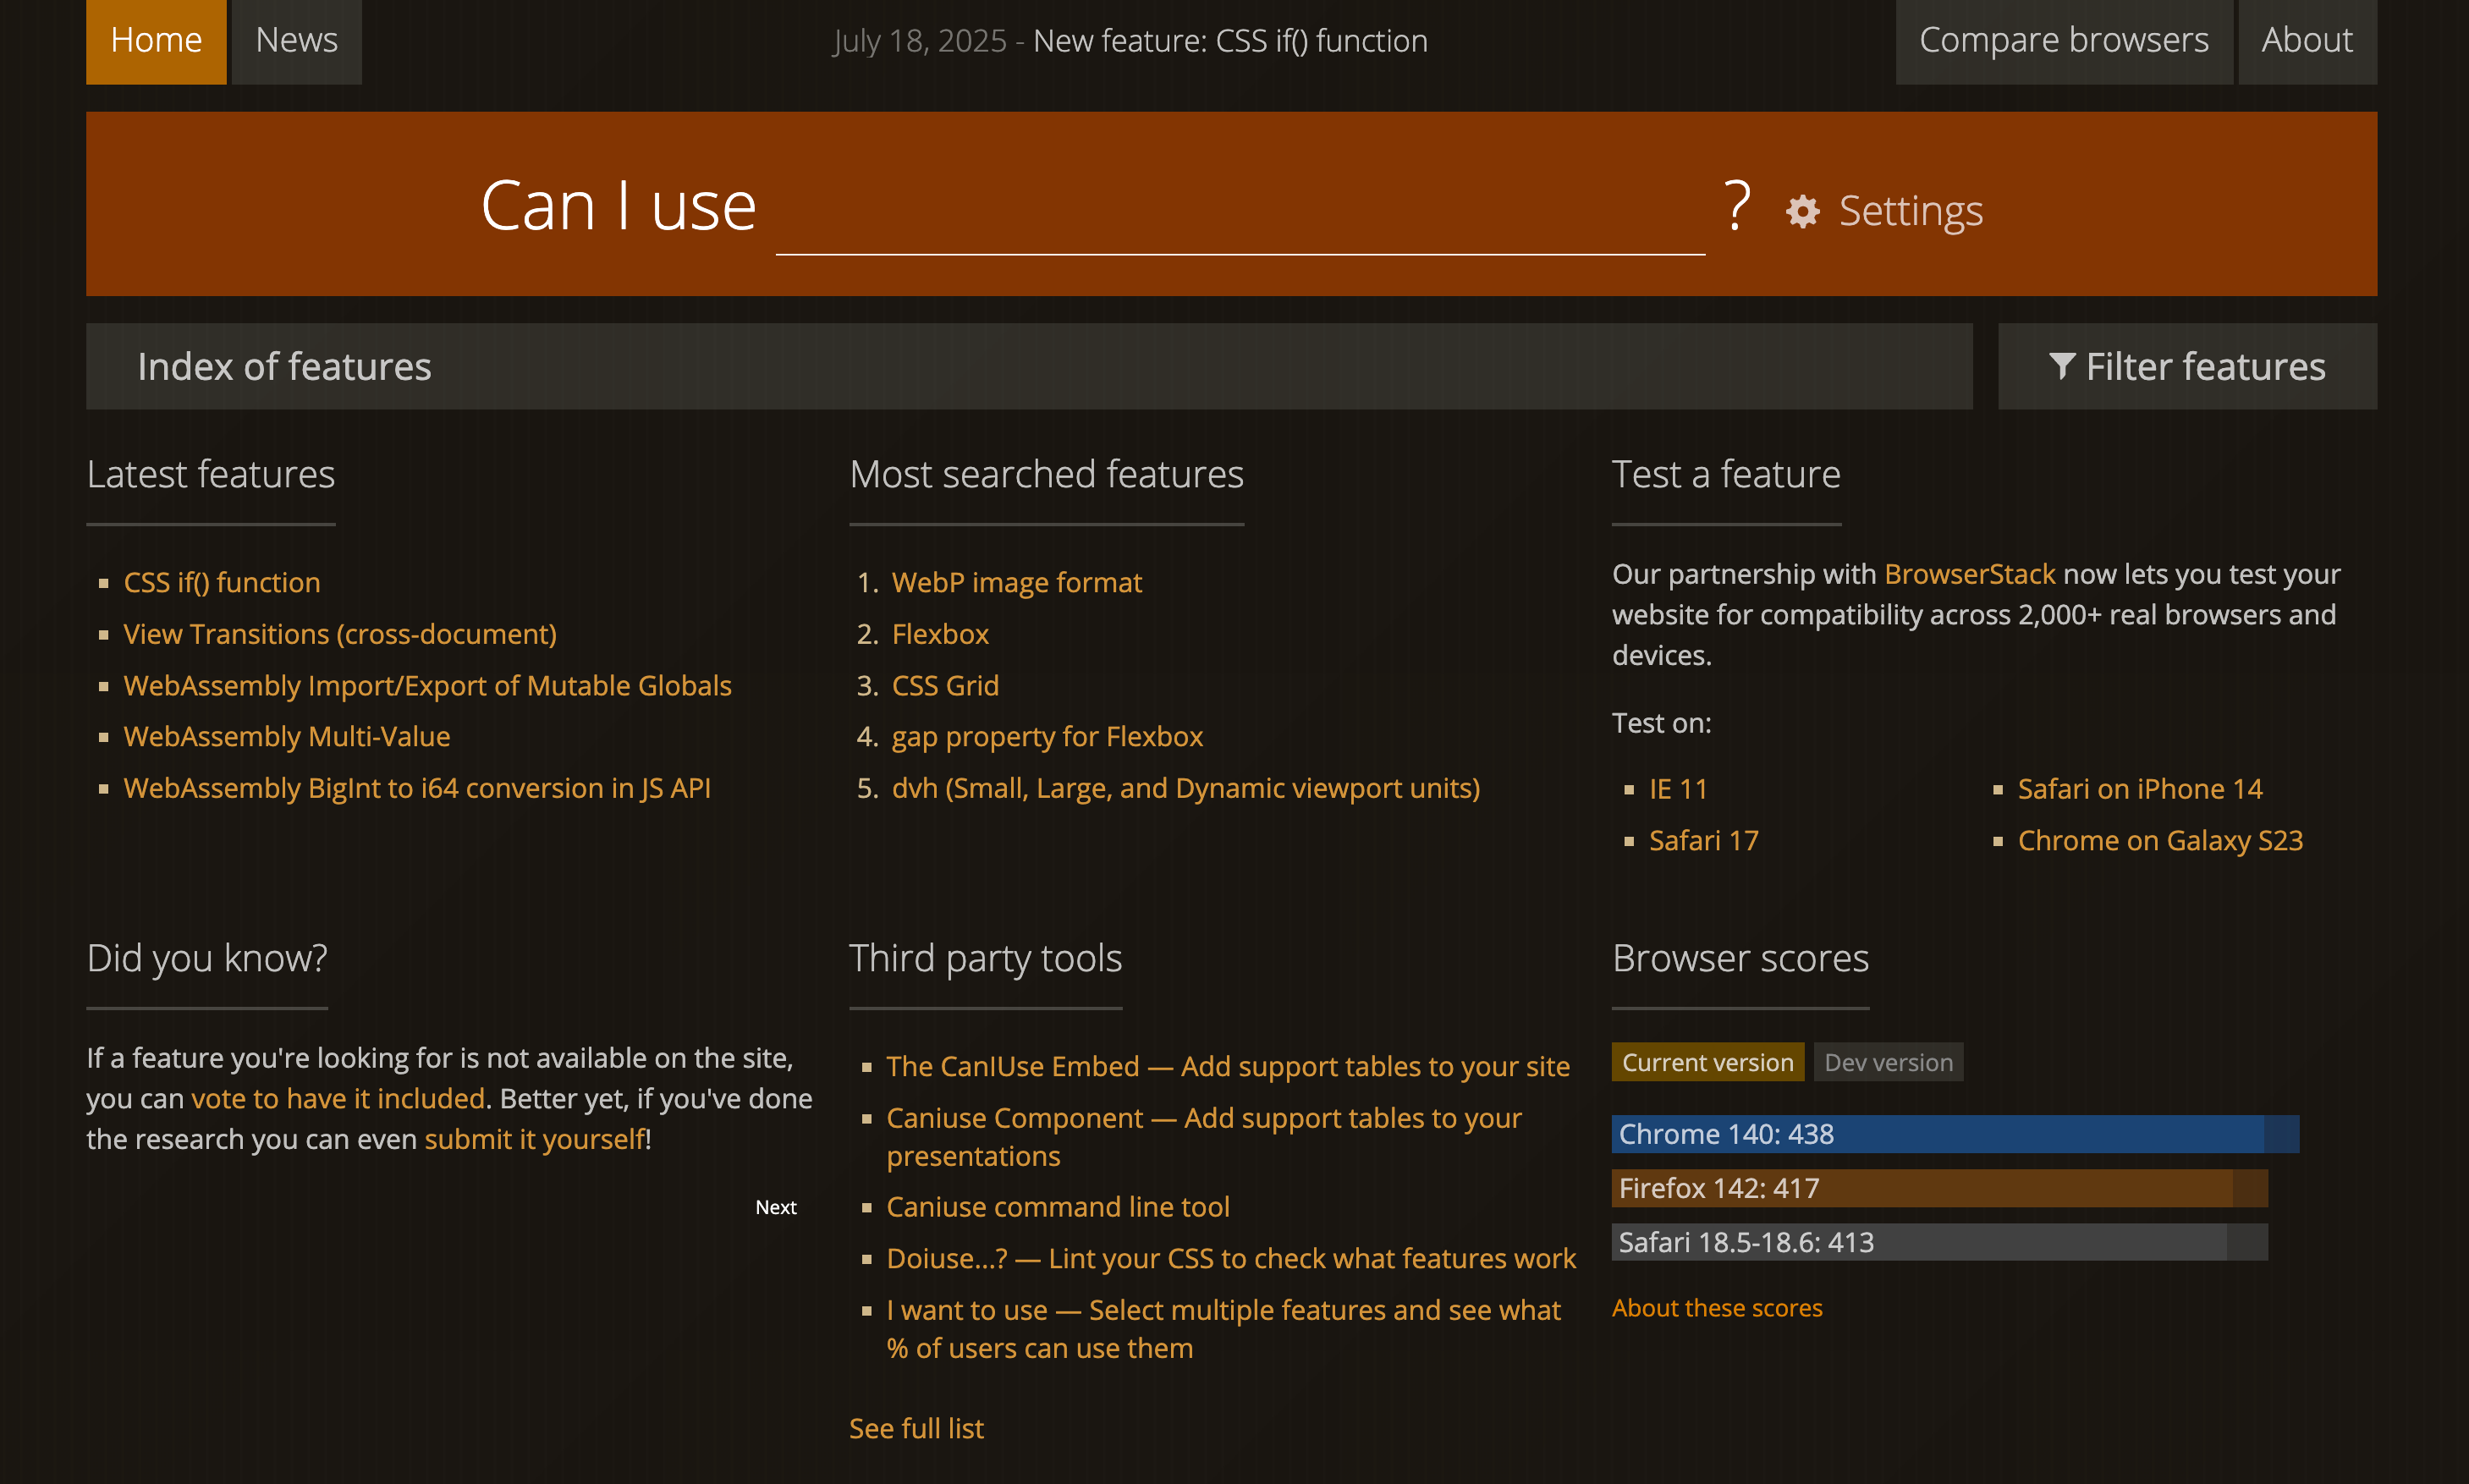 Home
News
July 18, 2025 - New feature: CSS if() function
Compare browsers
About
Can I use ?
Settings
Index of features
Filter features
Latest features
CSS if() function
View Transitions (cross-document)
WebAssembly Import/Export of Mutable Globals
WebAssembly Multi-Value
WebAssembly BigInt to i64 conversion in JS API
Most searched features
1. WebP image format
2. Flexbox
3. CSS Grid
4. gap property for Flexbox
5. dvh (Small, Large, and Dynamic viewport units)
Test a feature
Our partnership with BrowserStack now lets you test your
website for compatibility across 2,000+ real browsers and
devices.
Test on:
IE 11
Safari 17
Safari on iPhone 14
Chrome on Galaxy S23
Did you know?
If a feature you're looking for is not available on the site,
you can vote to have it included. Better yet, if you've done
the research you can even submit it yourself!
Next
Third party tools
The CanIUse Embed — Add support tables to your site
Caniuse Component — Add support tables to your
presentations
Caniuse command line tool
Doiuse...? — Lint your CSS to check what features work
I want to use — Select multiple features and see what
% of users can use them
See full list
Browser scores
Current version
Dev version
Chrome 140: 438
Firefox 142: 417
Safari 18.5-18.6: 413
About these scores